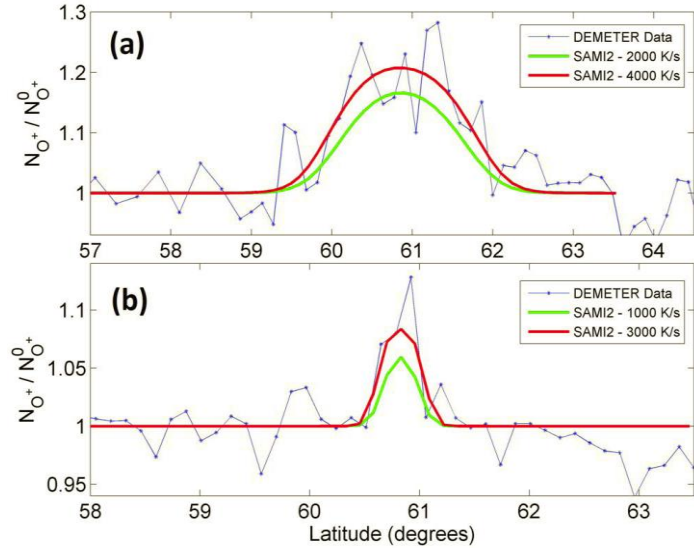 (a)
1.3
1.2
1.1
1
N_O+ / N^0_O+
DEMETER Data
SAMI2 - 2000 K/s
SAMI2 - 4000 K/s
57 58 59 60 61 62 63 64
(b)
1.1
1.05
1
0.95
N_O+ / N^0_O+
DEMETER Data
SAMI2 - 1000 K/s
SAMI2 - 3000 K/s
58 59 60 61 62 63
Latitude (degrees)